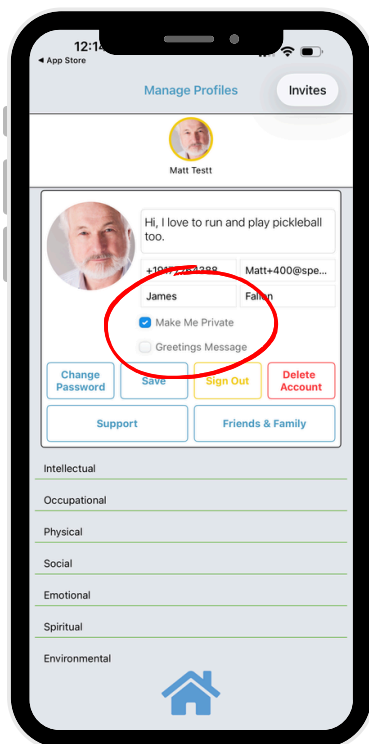 12:14
◀ App Store
Manage Profiles
Invites
Matt Testt
Hi, I love to run and play pickleball
too.
Matt+400@spe...
James
Fallon
Make Me Private
Greetings Message
Change
Password
Save
Sign Out
Delete
Account
Support
Friends & Family
Intellectual
Occupational
Physical
Social
Emotional
Spiritual
Environmental